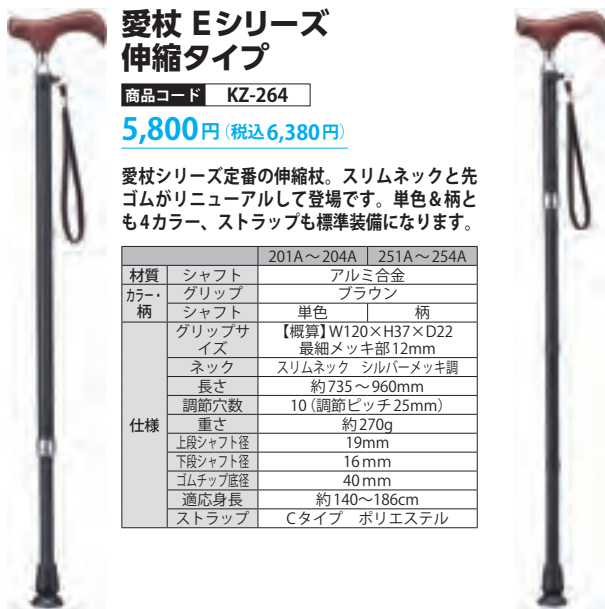 愛杖 Eシリーズ
伸縮タイプ
商品コード KZ-264
5,800円(税込6,380円)
愛杖シリーズ定番の伸縮杖。スリムネックと先
ゴムがリニューアルして登場です。単色&柄と
も4カラー、ストラップも標準装備になります。
201A〜204A 251A〜254A
材質 シャフト アルミ合金
カラー・柄 グリップ ブラウン
シャフト 単色 柄
仕様 グリップサイズ 【概算】W120×H37×D22
最細メッキ部12mm
ネック スリムネック シルバーメッキ調
長さ 約735〜960mm
調節穴数 10(調節ピッチ25mm)
重さ 約270g
上段シャフト径 19mm
下段シャフト径 16mm
ゴムチップ底径 40mm
適応身長 約140〜186cm
ストラップ Cタイプ ポリエステル